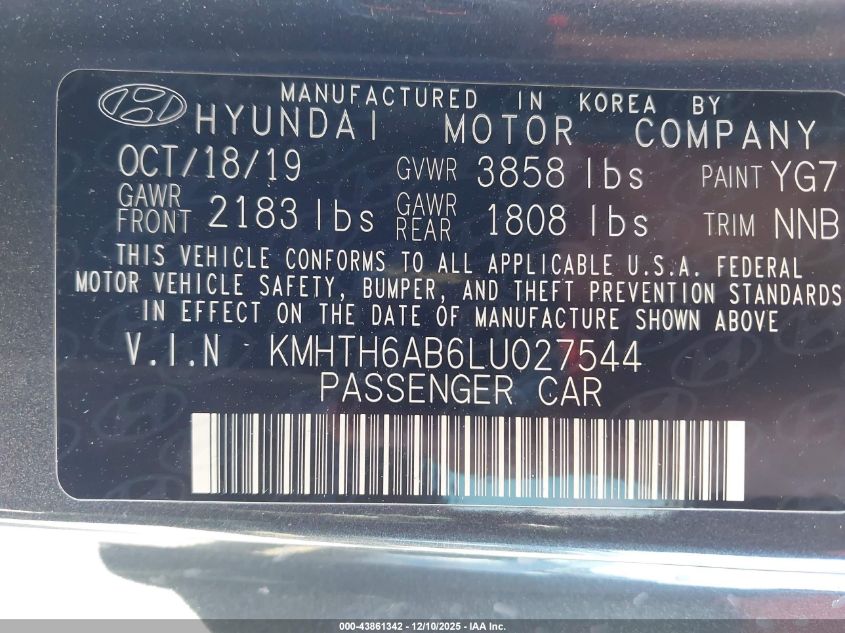 MANUFACTURED IN KOREA BY
HYUNDAI MOTOR COMPANY
OCT/18/19 GVWR 3858 lbs PAINT YG7
GAWR FRONT 2183 lbs GAWR REAR 1808 lbs TRIM NNB
THIS VEHICLE CONFORMS TO ALL APPLICABLE U.S.A. FEDERAL
MOTOR VEHICLE SAFETY, BUMPER, AND THEFT PREVENTION STANDARDS
IN EFFECT ON THE DATE OF MANUFACTURE SHOWN ABOVE
V.I.N KMHTH6AB6LU027544
PASSENGER CAR
000-43861342 - 12/10/2025 - IAA Inc.